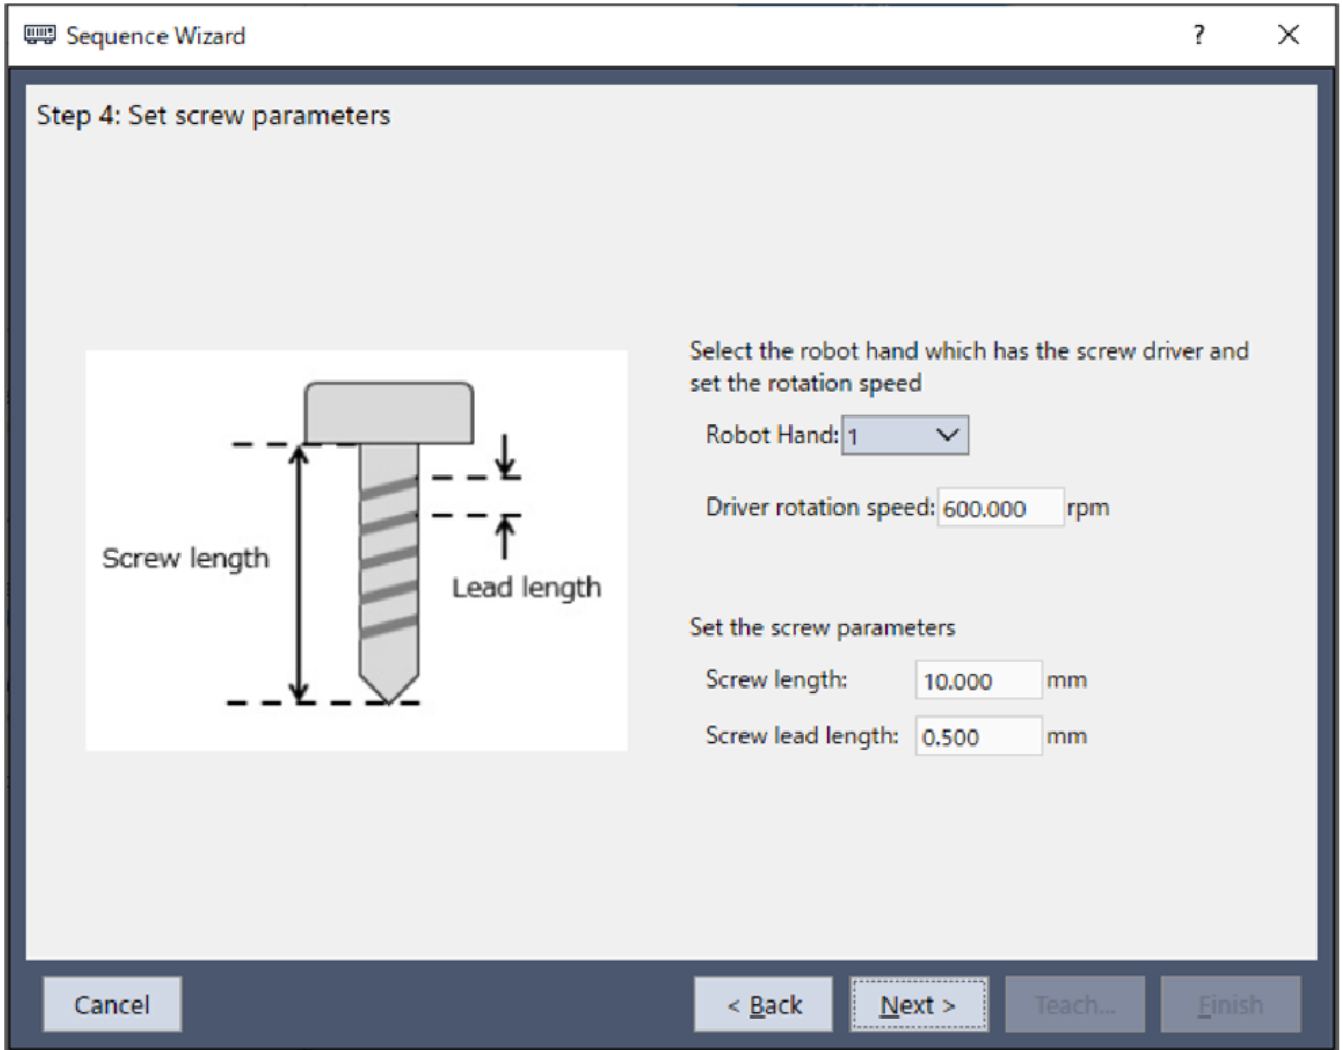 Sequence Wizard
?
Step 4: Set screw parameters
Select the robot hand which has the screw driver and
set the rotation speed
Robot Hand: 1
Driver rotation speed: 600.000 rpm
Screw length
Lead length
Set the screw parameters
Screw length: 10.000 mm
Screw lead length: 0.500 mm
Cancel
< Back
Next >
Teach...
Finish